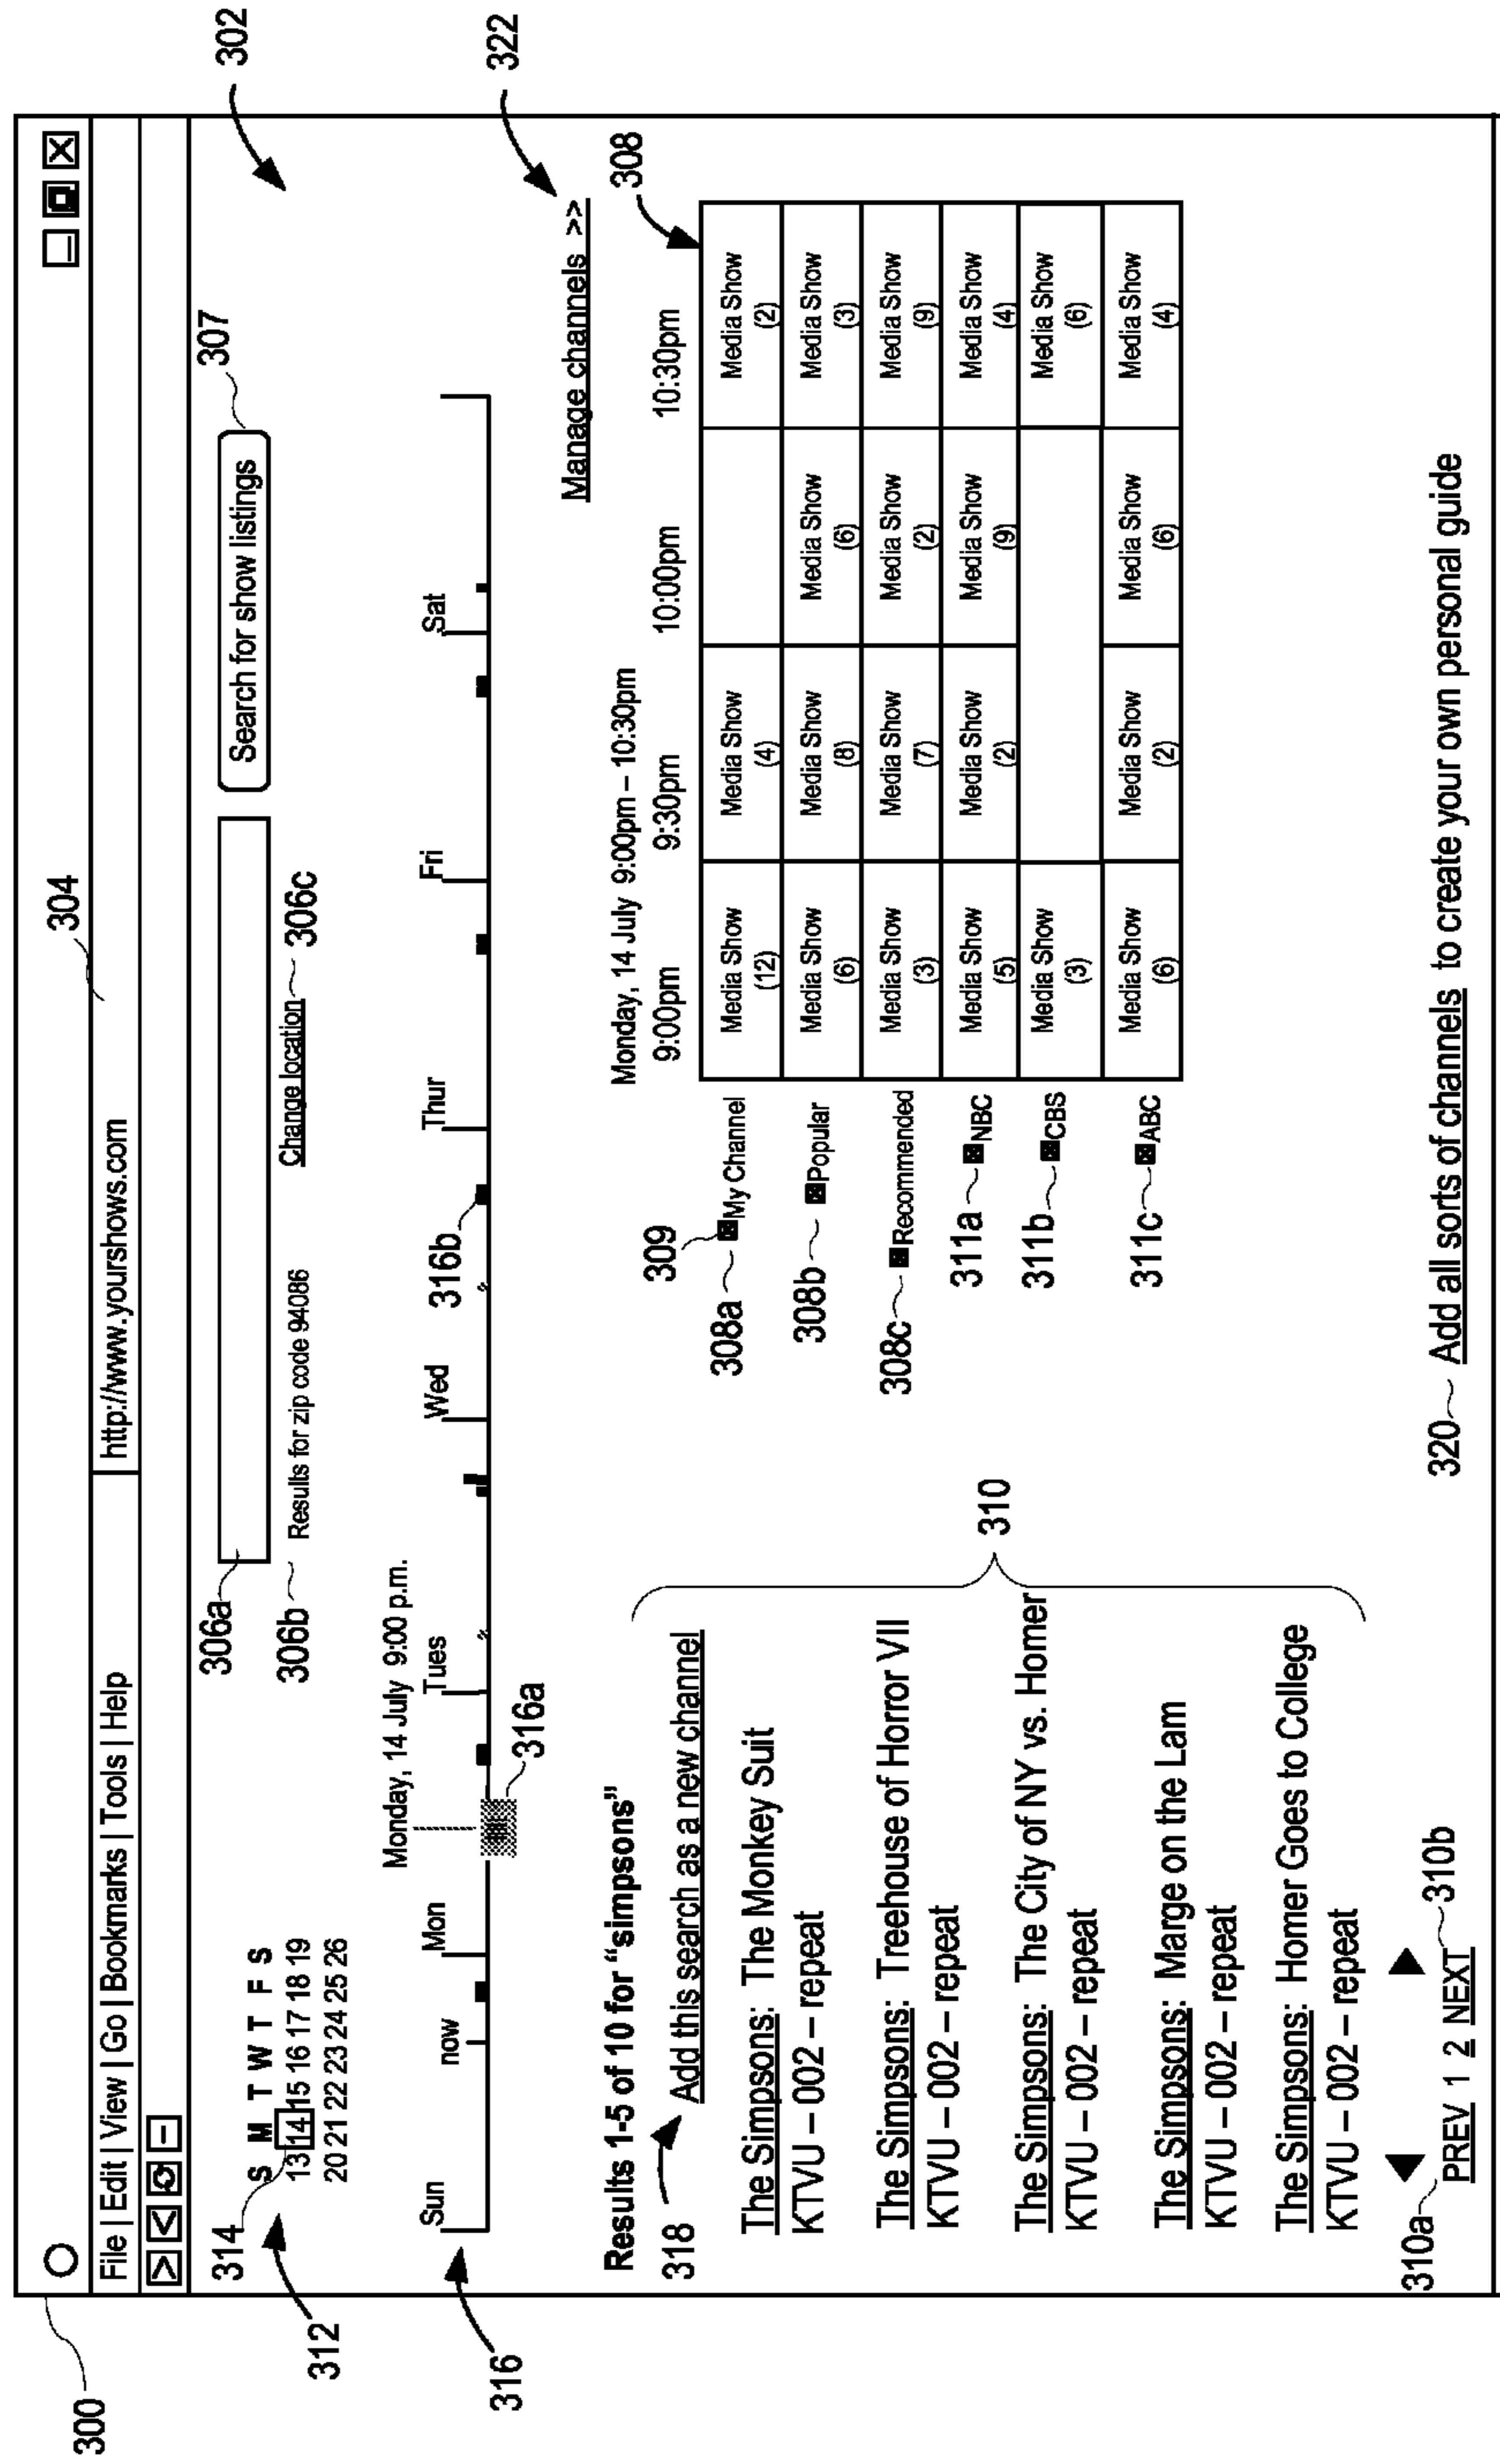 300
304
302
File | Edit | View | Go | Bookmarks | Tools | Help
http://www.yourshows.com
314
312
S M T W T F S
13 14 15 16 17 18 19
20 21 22 23 24 25 26
306a
Search for show listings
307
306b
Results for zip code 94086
Change location
306c
Monday, 14 July 9:00 p.m.
316
Sun
now
Mon
Tues
Wed
Thur
Fri
Sat
316a
316b
322
Manage channels >>
Results 1-5 of 10 for “simpsons”
318
Add this search as a new channel
The Simpsons: The Monkey Suit
KTVU – 002 – repeat
The Simpsons: Treehouse of Horror VII
KTVU – 002 – repeat
The Simpsons: The City of NY vs. Homer
KTVU – 002 – repeat
The Simpsons: Marge on the Lam
KTVU – 002 – repeat
The Simpsons: Homer Goes to College
KTVU – 002 – repeat
310
310a
PREV 1 2 NEXT
310b
Monday, 14 July 9:00pm – 10:30pm
308
9:00pm 9:30pm 10:00pm 10:30pm
309
308a
My Channel
Media Show Media Show Media Show
(12) (4) (2)
308b
Popular
Media Show Media Show Media Show Media Show
(6) (8) (6) (3)
308c
Recommended
Media Show Media Show Media Show Media Show
(3) (7) (2) (9)
311a
NBC
Media Show Media Show Media Show Media Show
(5) (2) (9) (4)
311b
CBS
Media Show Media Show
(3) (6)
311c
ABC
Media Show Media Show Media Show Media Show
(6) (2) (6) (4)
320
Add all sorts of channels to create your own personal guide